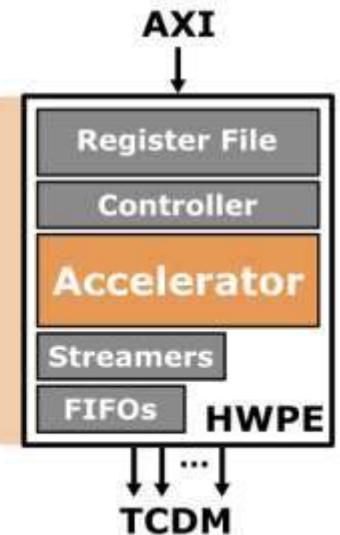 AXI
Register File
Controller
Accelerator
Streamers
FIFOs
HWPE
...
TCDM